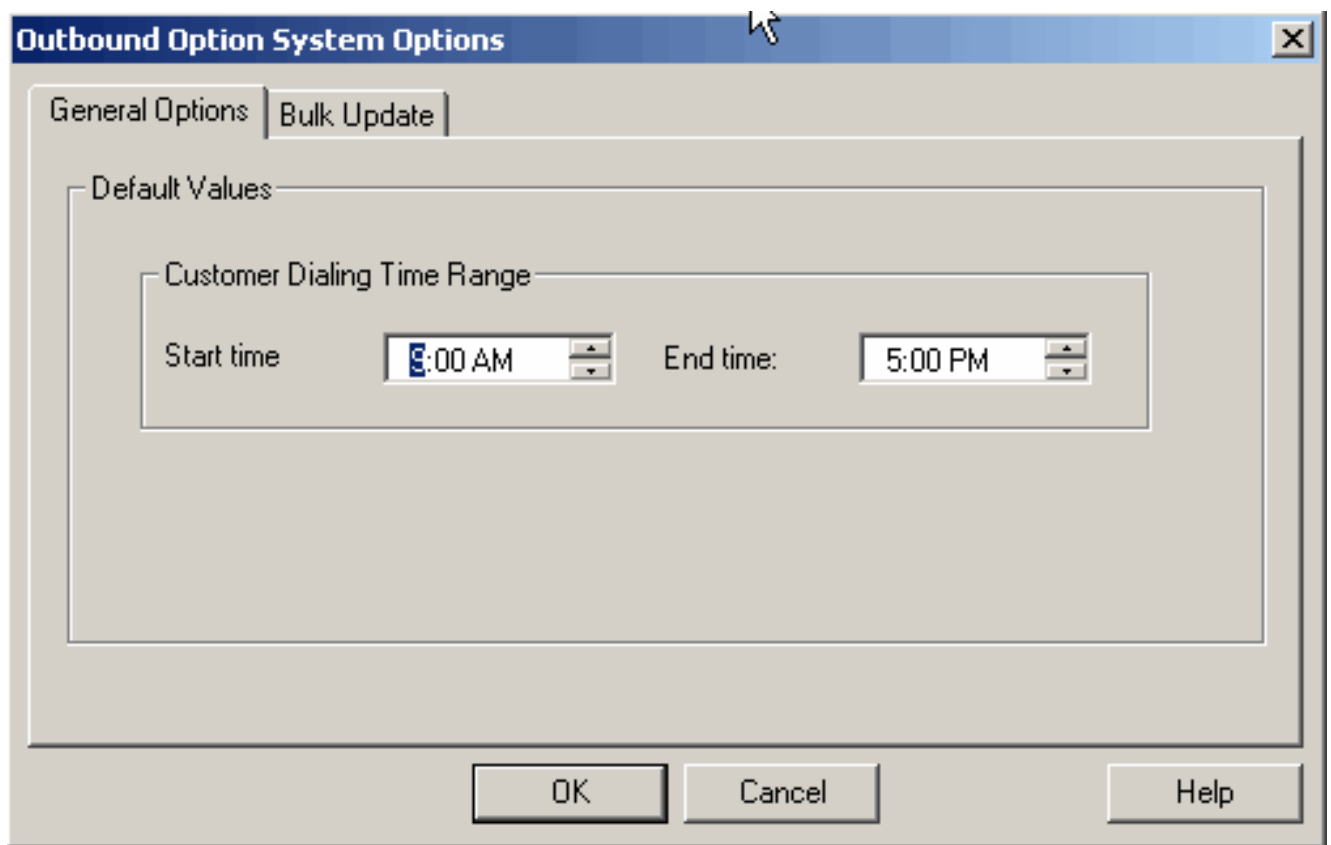 Outbound Option System Options
General Options Bulk Update
Default Values
Customer Dialing Time Range
Start time 9:00 AM End time: 5:00 PM
OK Cancel Help